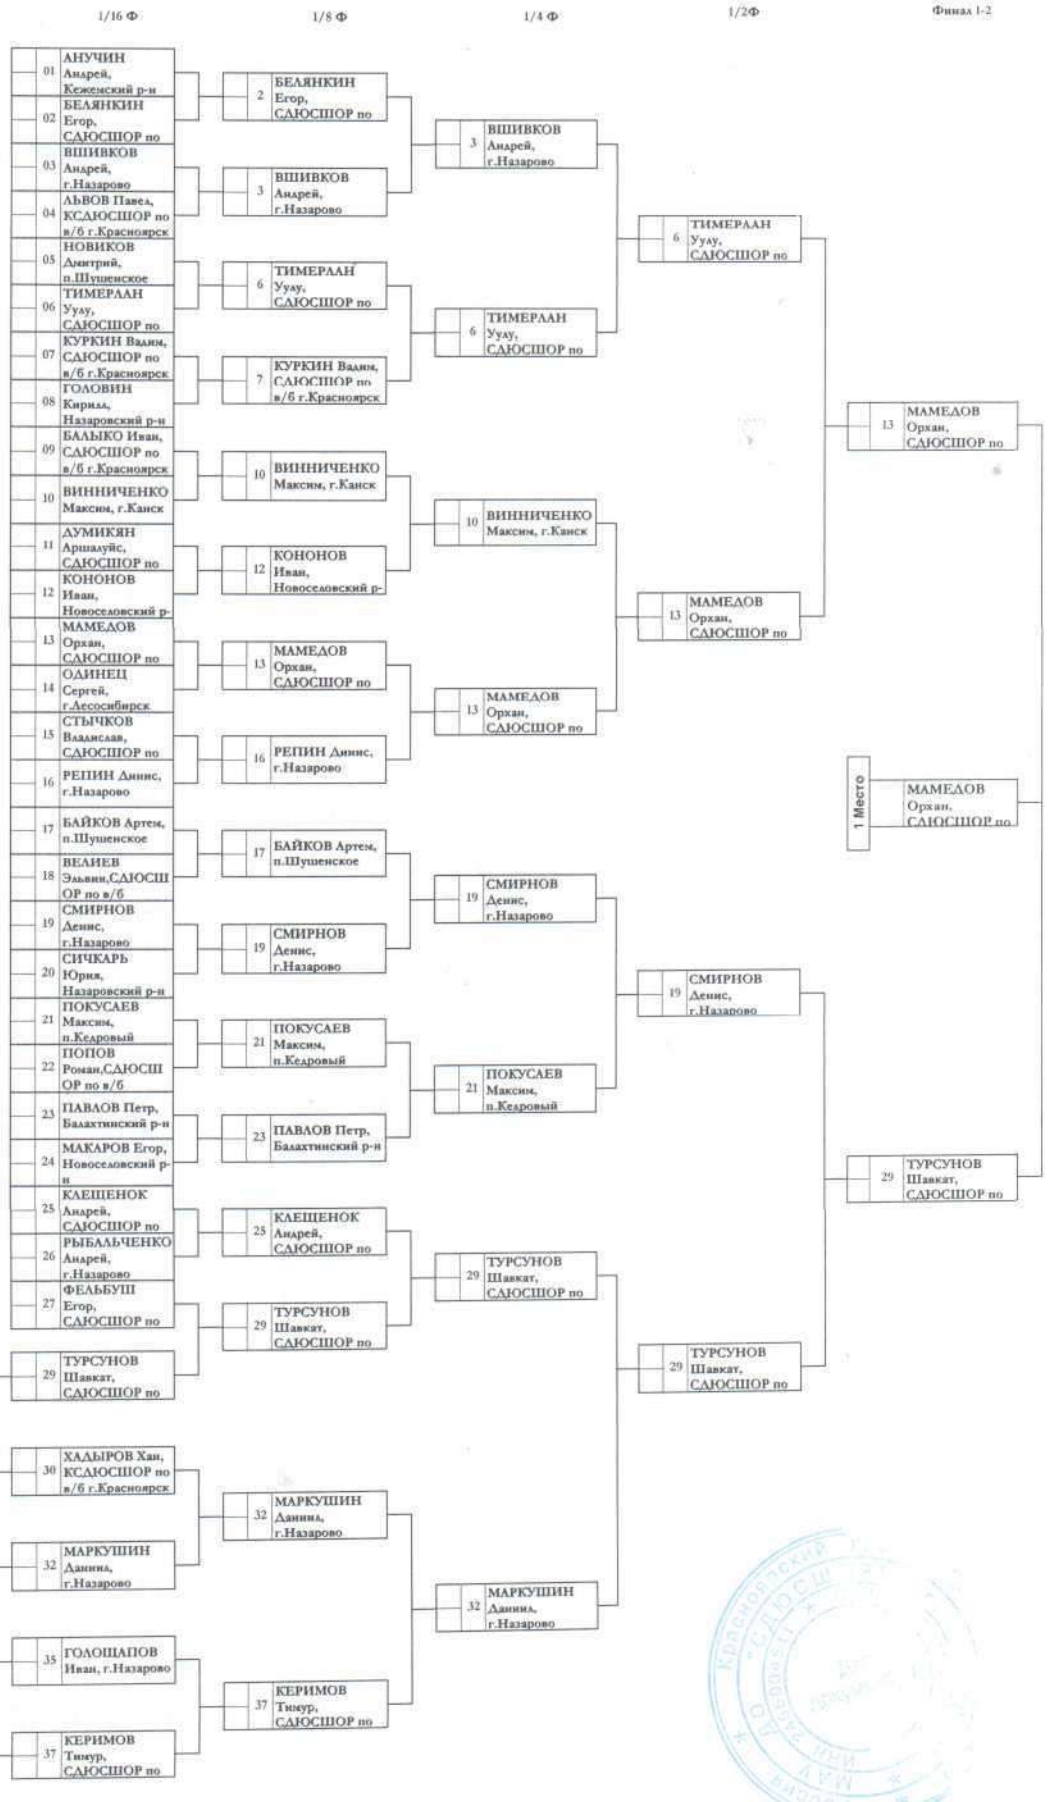 1/16 Ф
1/8 Ф
1/4 Ф
1/2Ф
Финал 1-2
01 АНУЧИН
Андрей,
Кежемский р-н
02 БЕЛЯНКИН
Егор,
СДЮСШОР по
03 ВШИВКОВ
Андрей,
г.Назарово
04 ЛЬВОВ Павел,
КСДЮСШОР по
в/б г.Красноярск
05 НОВИКОВ
Дмитрий,
п.Шушенское
06 ТИМЕРЛАН
Уулу,
СДЮСШОР по
07 КУРКИН Вадим,
СДЮСШОР по
в/б г.Красноярск
08 ГОЛОВИН
Кирилл,
Назаровский р-н
09 БАЛЫКО Иван,
СДЮСШОР по
в/б г.Красноярск
10 ВИННИЧЕНКО
Максим, г.Канск
11 ДУМИКЯН
Аршалуйс,
СДЮСШОР по
12 КОНОНОВ
Иван,
Новоселовский р-
13 МАМЕДОВ
Орхан,
СДЮСШОР по
14 ОДИНЕЦ
Сергей,
г.Лесосибирск
15 СТЫЧКОВ
Владислав,
СДЮСШОР по
16 РЕПИН Динис,
г.Назарово
17 БАЙКОВ Артем,
п.Шушенское
18 ВЕЛИЕВ
Эльвин,СДЮСШ
ОР по в/б
19 СМИРНОВ
Денис,
г.Назарово
20 СИЧКАРЬ
Юрия,
Назаровский р-н
21 ПОКУСАЕВ
Максим,
п.Кедровый
22 ПОПОВ
Роман,СДЮСШ
ОР по в/б
23 ПАВЛОВ Петр,
Балахтинский р-н
24 МАКАРОВ Егор,
Новоселовский р-
н
25 КЛЕЩЕНОК
Андрей,
СДЮСШОР по
26 РЫБАЛЬЧЕНКО
Андрей,
г.Назарово
27 ФЕЛЬБУШ
Егор,
СДЮСШОР по
29 ТУРСУНОВ
Шавкат,
СДЮСШОР по
30 ХАДЫРОВ Хан,
КСДЮСШОР по
в/б г.Красноярск
32 МАРКУШИН
Даниил,
г.Назарово
35 ГОЛОЩАПОВ
Иван, г.Назарово
37 КЕРИМОВ
Тимур,
СДЮСШОР по
2 БЕЛЯНКИН
Егор,
СДЮСШОР по
3 ВШИВКОВ
Андрей,
г.Назарово
6 ТИМЕРЛАН
Уулу,
СДЮСШОР по
7 КУРКИН Вадим,
СДЮСШОР по
в/б г.Красноярск
10 ВИННИЧЕНКО
Максим, г.Канск
12 КОНОНОВ
Иван,
Новоселовский р-
13 МАМЕДОВ
Орхан,
СДЮСШОР по
16 РЕПИН Динис,
г.Назарово
17 БАЙКОВ Артем,
п.Шушенское
19 СМИРНОВ
Денис,
г.Назарово
21 ПОКУСАЕВ
Максим,
п.Кедровый
23 ПАВЛОВ Петр,
Балахтинский р-н
25 КЛЕЩЕНОК
Андрей,
СДЮСШОР по
29 ТУРСУНОВ
Шавкат,
СДЮСШОР по
32 МАРКУШИН
Даниил,
г.Назарово
37 КЕРИМОВ
Тимур,
СДЮСШОР по
3 ВШИВКОВ
Андрей,
г.Назарово
6 ТИМЕРЛАН
Уулу,
СДЮСШОР по
10 ВИННИЧЕНКО
Максим, г.Канск
13 МАМЕДОВ
Орхан,
СДЮСШОР по
19 СМИРНОВ
Денис,
г.Назарово
21 ПОКУСАЕВ
Максим,
п.Кедровый
29 ТУРСУНОВ
Шавкат,
СДЮСШОР по
32 МАРКУШИН
Даниил,
г.Назарово
6 ТИМЕРЛАН
Уулу,
СДЮСШОР по
13 МАМЕДОВ
Орхан,
СДЮСШОР по
19 СМИРНОВ
Денис,
г.Назарово
29 ТУРСУНОВ
Шавкат,
СДЮСШОР по
13 МАМЕДОВ
Орхан,
СДЮСШОР по
1 Место
МАМЕДОВ
Орхан,
СДЮСШОР по
29 ТУРСУНОВ
Шавкат,
СДЮСШОР по